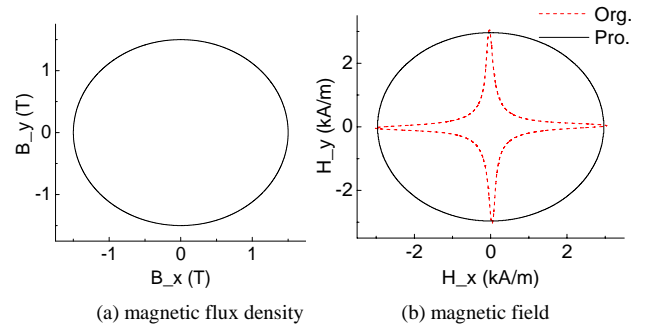 Org.
Pro.
1
0
-1
B_y (T)
-1
0
1
B_x (T)
2
0
-2
H_y (kA/m)
-2
0
2
H_x (kA/m)
(a) magnetic flux density
(b) magnetic field